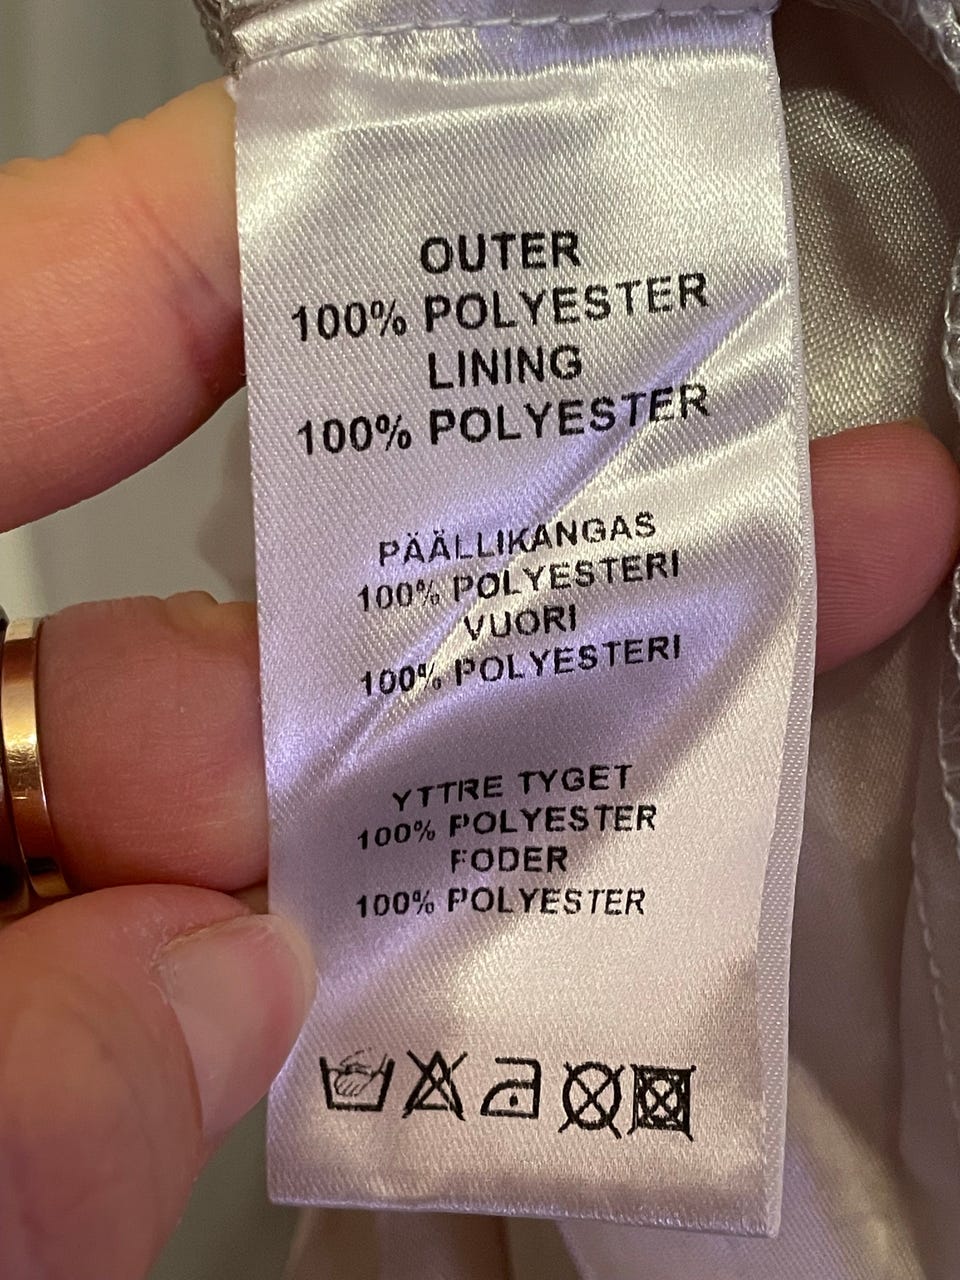 OUTER
100% POLYESTER
LINING
100% POLYESTER
PÄÄLLIKANGAS
100% POLYESTERI
VUORI
100% POLYESTERI
YTTRE TYGET
100% POLYESTER
FODER
100% POLYESTER